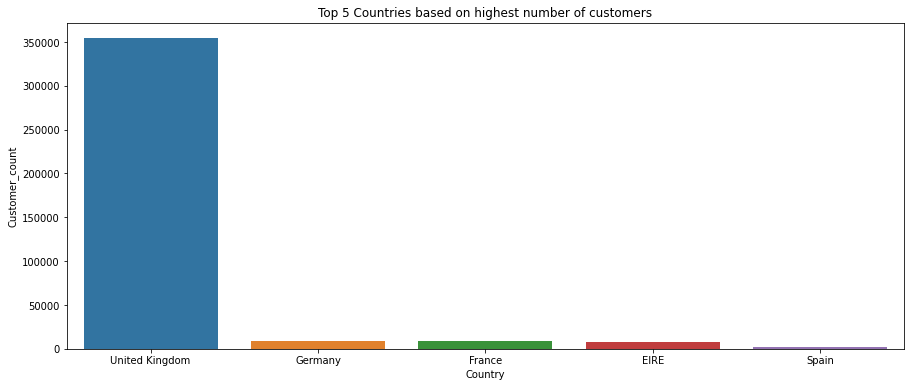 Top 5 Countries based on highest number of customers
Customer_count
350000
300000
250000
200000
150000
100000
50000
0
United Kingdom
Germany
France
EIRE
Spain
Country